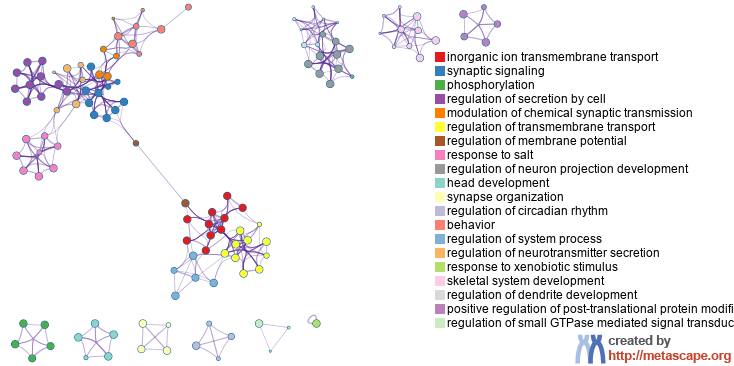 inorganic ion transmembrane transport
synaptic signaling
phosphorylation
regulation of secretion by cell
modulation of chemical synaptic transmission
regulation of transmembrane transport
regulation of membrane potential
response to salt
regulation of neuron projection development
head development
synapse organization
regulation of circadian rhythm
behavior
regulation of system process
regulation of neurotransmitter secretion
response to xenobiotic stimulus
skeletal system development
regulation of dendrite development
positive regulation of post-translational protein modifi
regulation of small GTPase mediated signal transduc
created by
http://metascape.org